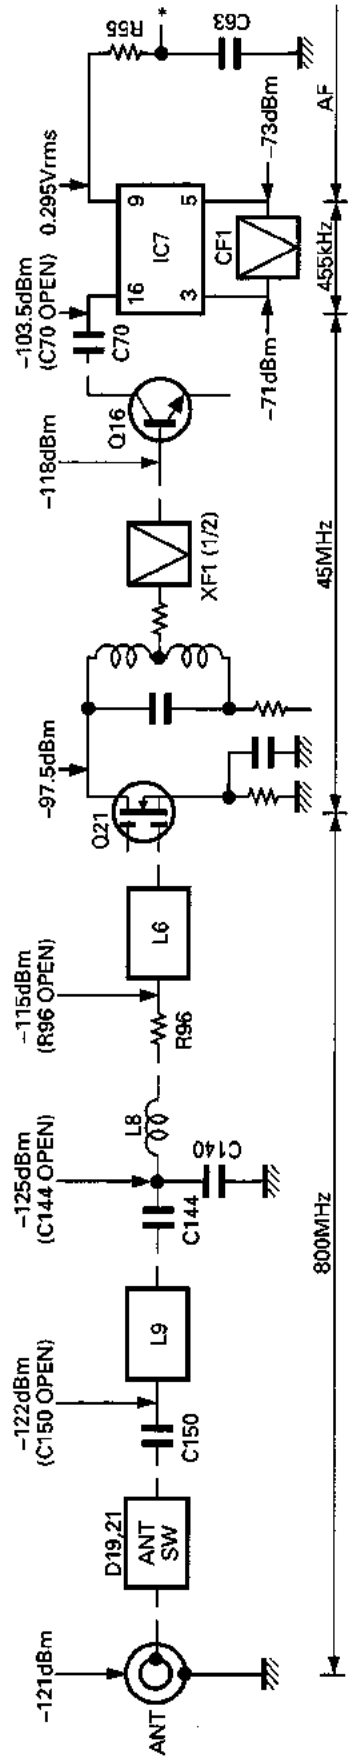 −121dBm
ANT
D19,21
ANT
SW
−122dBm
(C150 OPEN)
C150
L9
−125dBm
(C144 OPEN)
C144
C140
L8
−115dBm
(R96 OPEN)
R96
L6
800MHz
Q21
−97.5dBm
XF1 (1/2)
−118dBm
Q16
45MHz
−103.5dBm
(C70 OPEN)
C70
0.295Vrms
16
9
IC7
3
5
−71dBm
CF1
−73dBm
455kHz
R55
*
C63
AF